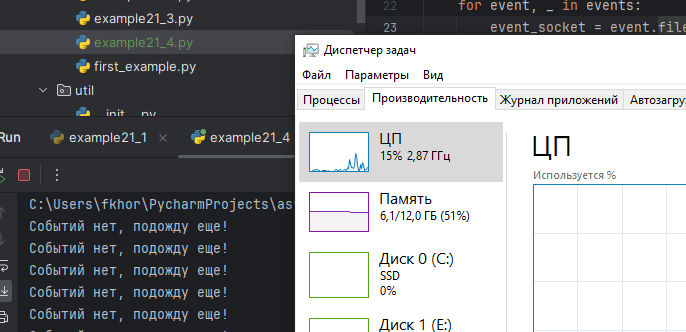 example21_3.py
example21_4.py
first_example.py
util
__init__.py
22
for event, _ in events:
23
event_socket = event.file
Run
example21_1
example21_4
C:\Users\fkhor\PycharmProjects\as
Событий нет, подожду еще!
Событий нет, подожду еще!
Событий нет, подожду еще!
Событий нет, подожду еще!
Событий нет, подожду еще!
Диспетчер задач
Файл Параметры Вид
Процессы Производительность Журнал приложений Автозагру
ЦП
15% 2,87 ГГц
Память
6,1/12,0 ГБ (51%)
Диск 0 (C:)
SSD
0%
Диск 1 (E:)
ЦП
Используется %